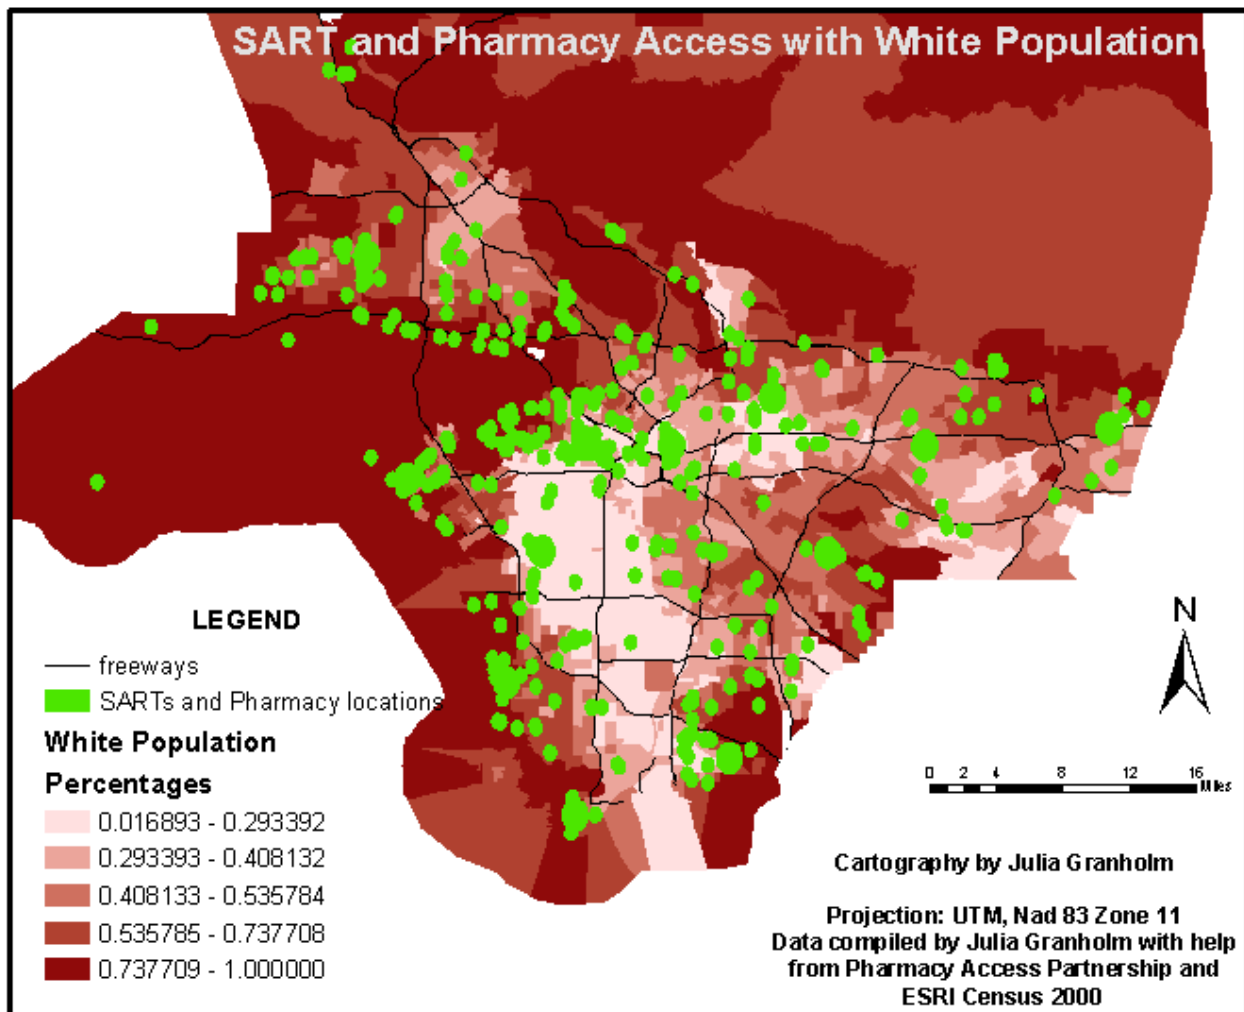 SART and Pharmacy Access with White Population
LEGEND
freeways
SARTs and Pharmacy locations
White Population
Percentages
0.016893 - 0.293392
0.293393 - 0.408132
0.408133 - 0.535784
0.535785 - 0.737708
0.737709 - 1.000000
N
0 2 4 8 12 16
Miles
Cartography by Julia Granholm
Projection: UTM, Nad 83 Zone 11
Data compiled by Julia Granholm with help
from Pharmacy Access Partnership and
ESRI Census 2000